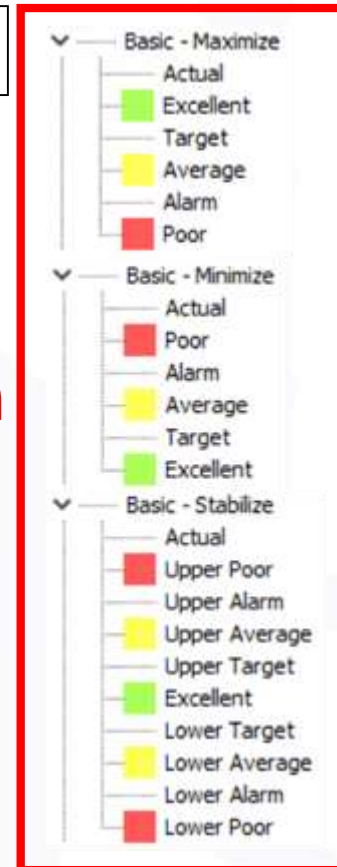 Basic - Maximize
Actual
Excellent
Target
Average
Alarm
Poor
Basic - Minimize
Actual
Poor
Alarm
Average
Target
Excellent
Basic - Stabilize
Actual
Upper Poor
Upper Alarm
Upper Average
Upper Target
Excellent
Lower Target
Lower Average
Lower Alarm
Lower Poor